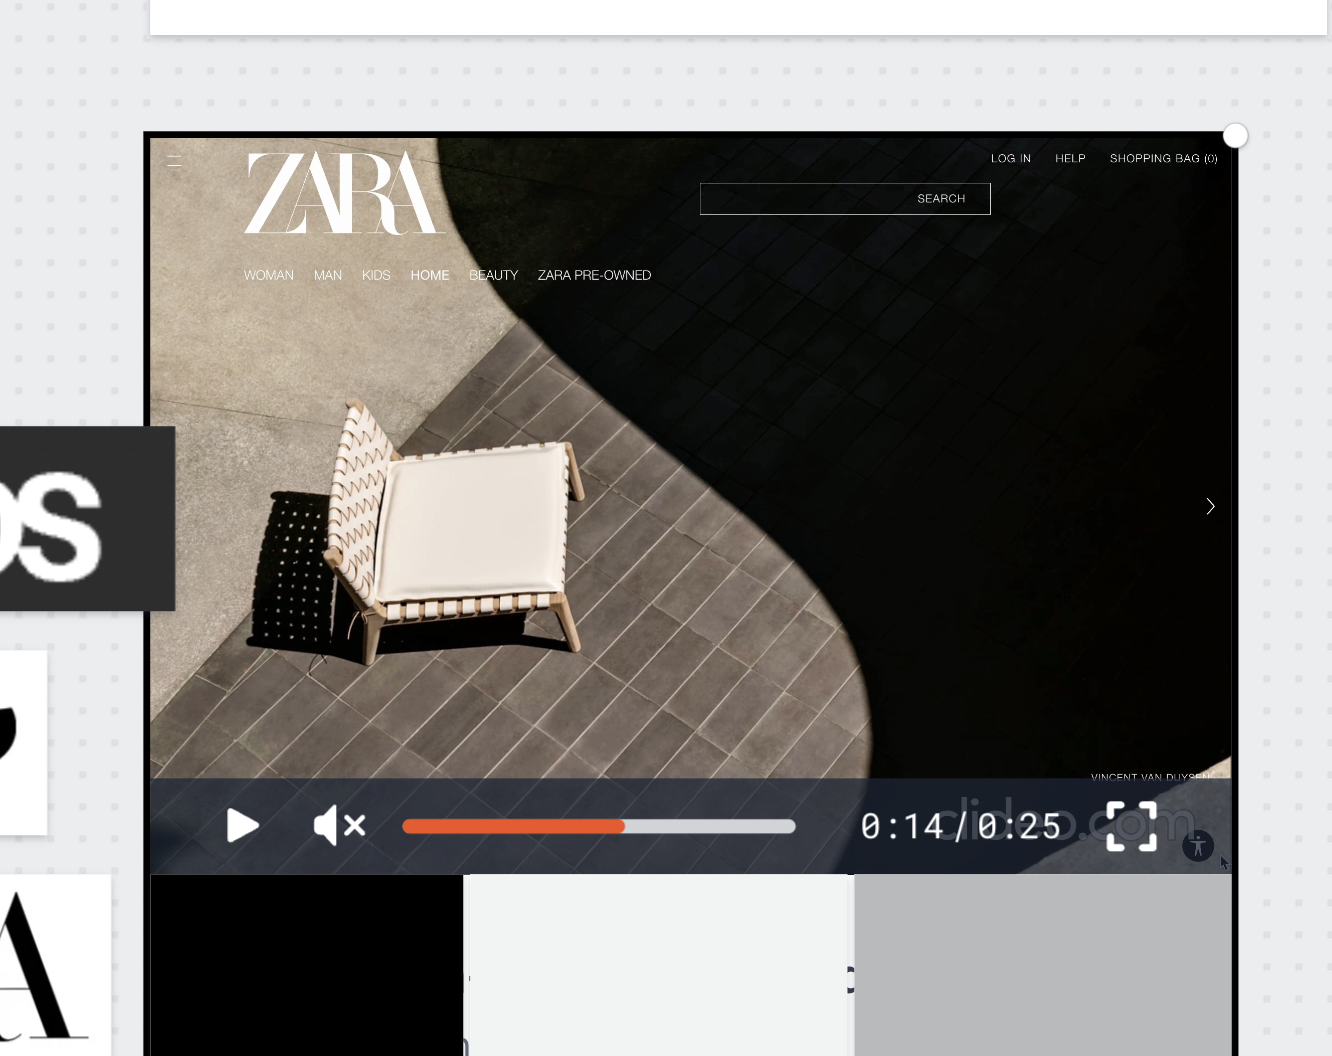 ZARA
LOG IN HELP SHOPPING BAG (0)
SEARCH
WOMAN MAN KIDS HOME BEAUTY ZARA PRE-OWNED
VINCENT VAN DUYSEN
clideo.com
0:14/0:25